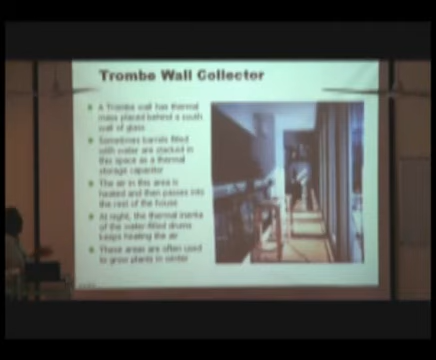 Trombe Wall Collector
A Trombe wall has thermal
mass placed behind a south
wall of glass
Sometimes barrels filled
with water are stacked in
this space as a thermal
storage capacitor
The air in this area is
heated and then passes into
the rest of the house
At night, the thermal inertia
of the water-filled drums
keeps heating the air
These areas are often used
to grow plants in winter